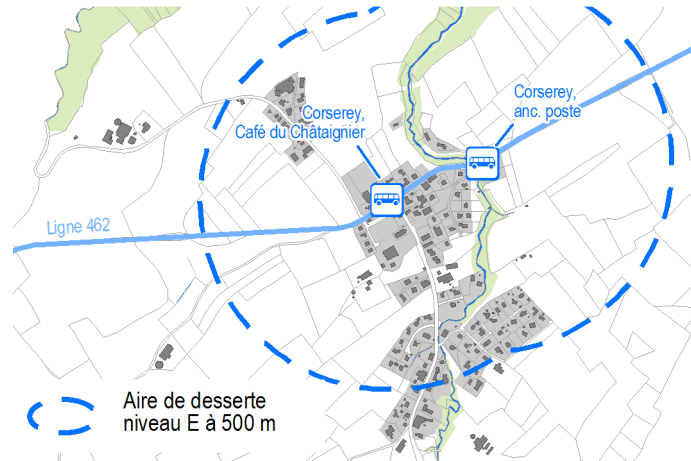 Corserey,
anc. poste
Corserey,
Café du Châtaignier
Ligne 462
Aire de desserte
niveau E à 500 m